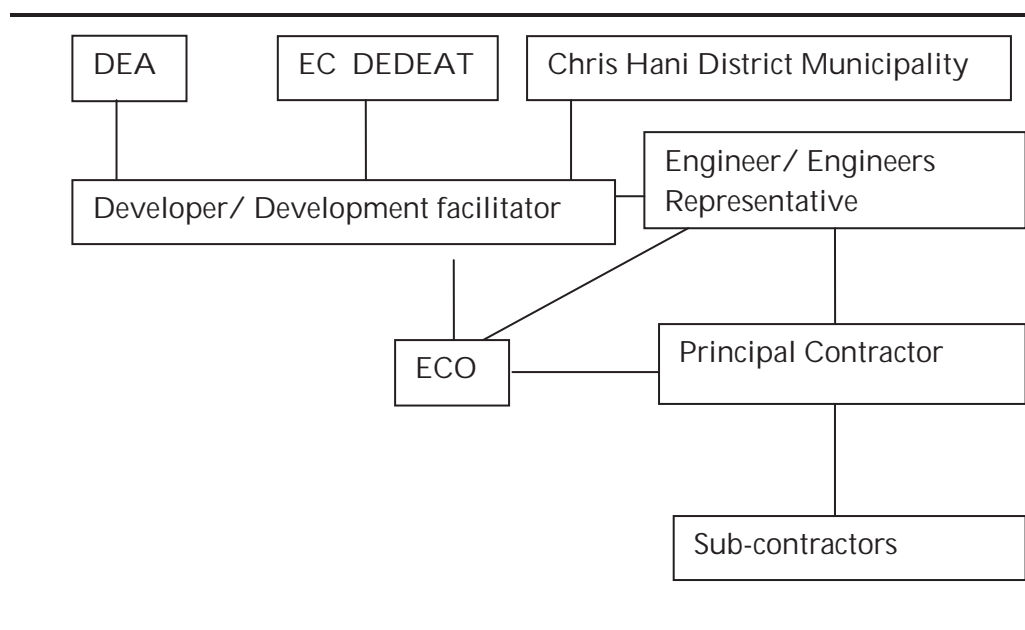 DEA
EC DEDEAT
Chris Hani District Municipality
Engineer/ Engineers
Representative
Developer/ Development facilitator
Principal Contractor
ECO
Sub-contractors